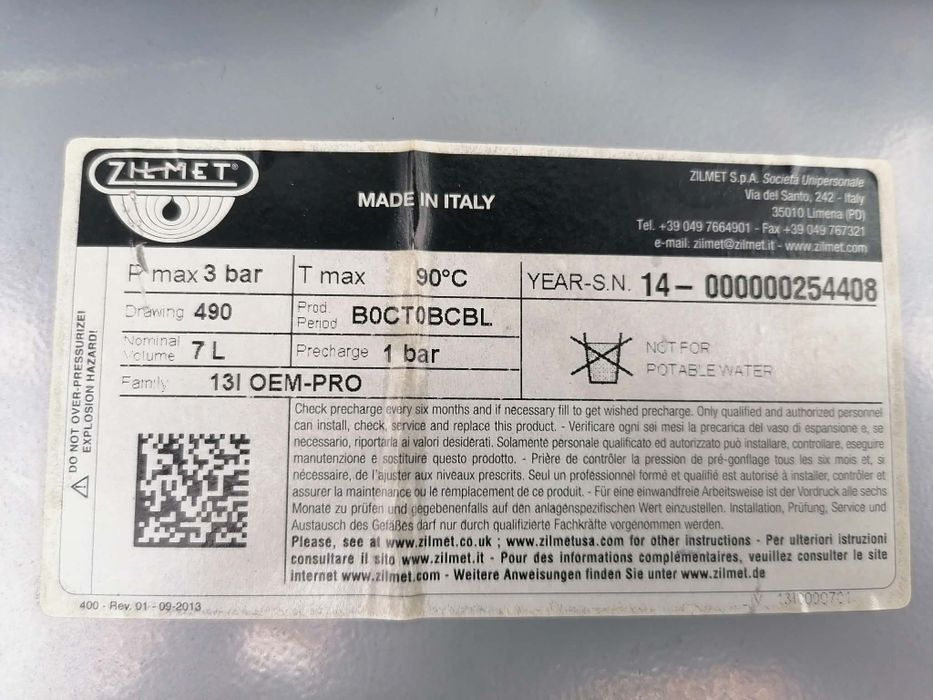 ZILMET®
MADE IN ITALY
ZILMET S.p.A. Società Unipersonale
Via del Santo, 242 - Italy
35010 Limena (PD)
Tel. +39 049 7664901 - Fax +39 049 767321
e-mail: zilmet@zilmet.it - www.zilmet.com
P max 3 bar
T max 90°C
YEAR-S.N. 14- 000000254408
Drawing 490
Prod. Period B0CT0BCBL
Nominal Volume 7 L
Precharge 1 bar
NOT FOR
POTABLE WATER
Family 13I OEM-PRO
DO NOT OVER-PRESSURIZE!
EXPLOSION HAZARD!
Check precharge every six months and if necessary fill to get wished precharge. Only qualified and authorized personnel
can install, check, service and replace this product. - Verificare ogni sei mesi la precarica del vaso di espansione e, se
necessario, riportarla ai valori desiderati. Solamente personale qualificato ed autorizzato può installare, controllare, eseguire
manutenzione e sostituire questo prodotto. - Prière de contrôler la pression de pré-gonflage tous les six mois et, si
nécessaire, de l'ajuster aux niveaux prescrits. Seul un professionnel formé et qualifié est autorisé à installer, contrôler et
assurer la maintenance ou le remplacement de ce produit. - Für eine einwandfreie Arbeitsweise ist der Vordruck alle sechs
Monate zu prüfen und gegebenenfalls auf den anlagenspezifischen Wert einzustellen. Installation, Prüfung, Service und
Austausch des Gefäßes darf nur durch qualifizierte Fachkräfte vorgenommen werden.
Please, see at www.zilmet.co.uk ; www.zilmetusa.com for other instructions - Per ulteriori istruzioni
consultare il sito www.zilmet.it - Pour des informations complémentaires, veuillez consulter le site
internet www.zilmet.com - Weitere Anweisungen finden Sie unter www.zilmet.de
400 - Rev. 01 - 09-2013